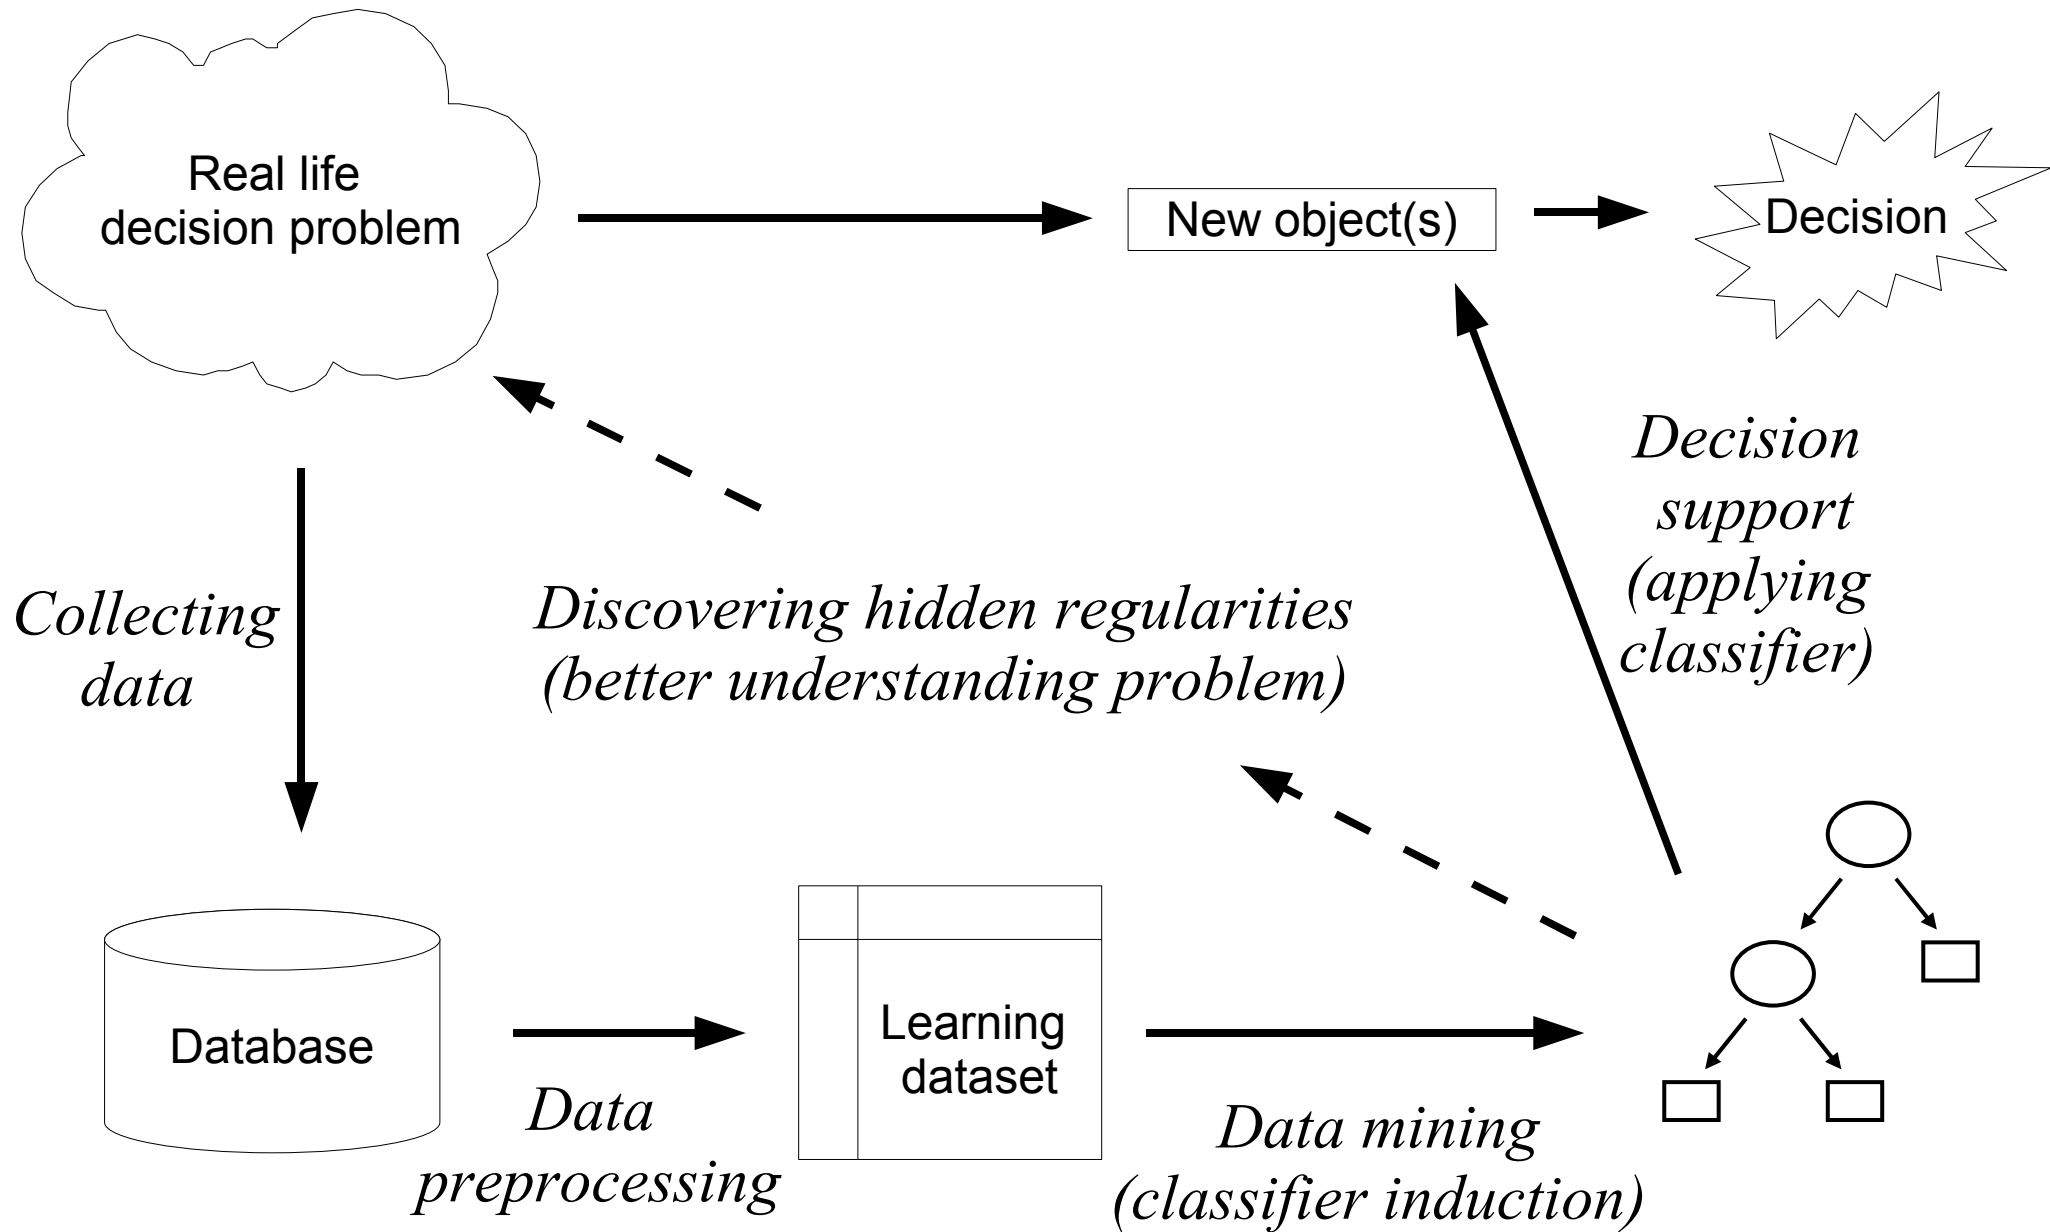 Real life
decision problem
New object(s)
Decision
Decision
support
(applying
classifier)
Collecting
data
Discovering hidden regularities
(better understanding problem)
Database
Learning
dataset
Data
preprocessing
Data mining
(classifier induction)